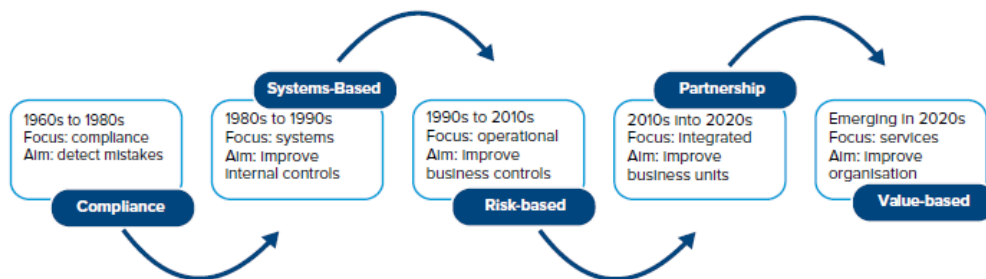 1960s to 1980s
Focus: compliance
Aim: detect mistakes
Compliance
Systems-Based
1980s to 1990s
Focus: systems
Aim: improve
internal controls
1990s to 2010s
Focus: operational
Aim: improve
business controls
Risk-based
Partnership
2010s into 2020s
Focus: integrated
Aim: improve
business units
Emerging in 2020s
Focus: services
Aim: improve
organisation
Value-based